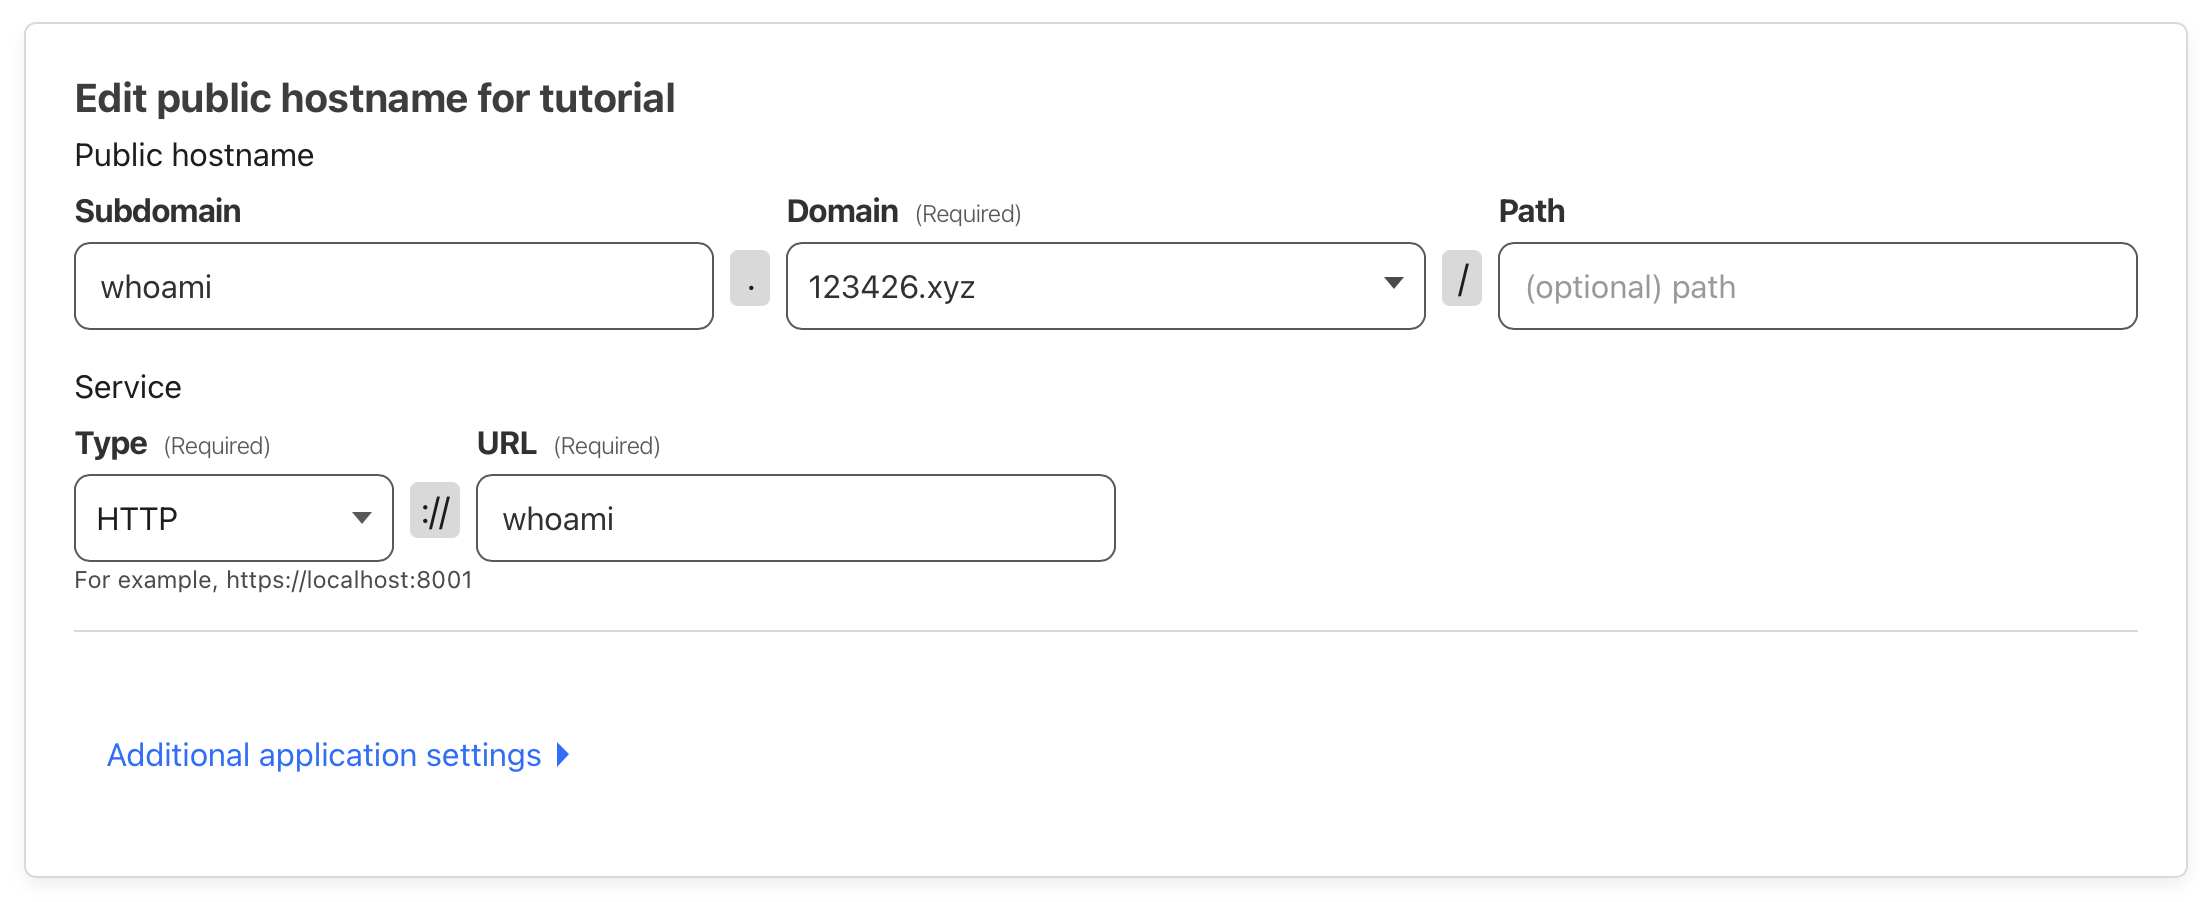 Edit public hostname for tutorial
Public hostname
Subdomain Domain (Required) Path
whoami . 123426.xyz / (optional) path
Service
Type (Required) URL (Required)
HTTP :// whoami
For example, https://localhost:8001
Additional application settings